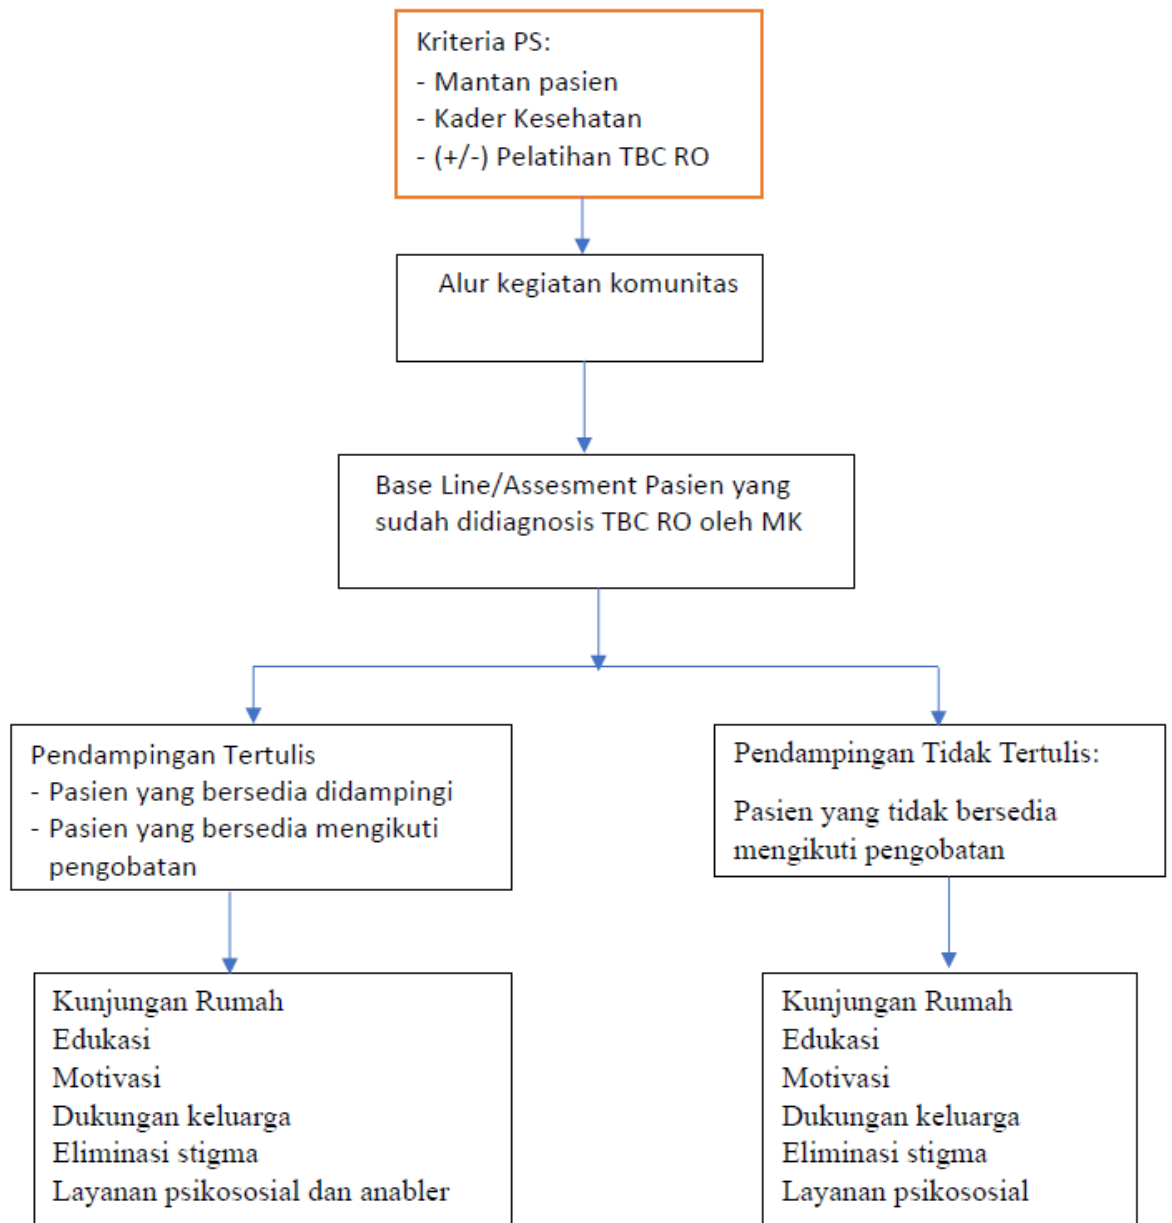 Kriteria PS:
- Mantan pasien
- Kader Kesehatan
- (+/-) Pelatihan TBC RO
Alur kegiatan komunitas
Base Line/Assesment Pasien yang
sudah didiagnosis TBC RO oleh MK
Pendampingan Tertulis
- Pasien yang bersedia didampingi
- Pasien yang bersedia mengikuti
pengobatan
Pendampingan Tidak Tertulis:
Pasien yang tidak bersedia
mengikuti pengobatan
Kunjungan Rumah
Edukasi
Motivasi
Dukungan keluarga
Eliminasi stigma
Layanan psikososial dan anabler
Kunjungan Rumah
Edukasi
Motivasi
Dukungan keluarga
Eliminasi stigma
Layanan psikososial